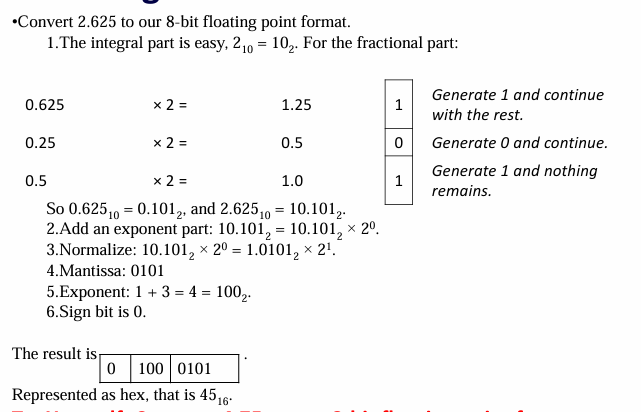 •Convert 2.625 to our 8-bit floating point format.
1.The integral part is easy, 2₁₀ = 10₂. For the fractional part:
0.625 × 2 = 1.25 1 Generate 1 and continue
with the rest.
0.25 × 2 = 0.5 0 Generate 0 and continue.
0.5 × 2 = 1.0 1 Generate 1 and nothing
remains.
So 0.625₁₀ = 0.101₂, and 2.625₁₀ = 10.101₂.
2.Add an exponent part: 10.101₂ = 10.101₂ × 2⁰.
3.Normalize: 10.101₂ × 2⁰ = 1.0101₂ × 2¹.
4.Mantissa: 0101
5.Exponent: 1 + 3 = 4 = 100₂.
6.Sign bit is 0.
The result is 0 100 0101 .
Represented as hex, that is 45₁₆.